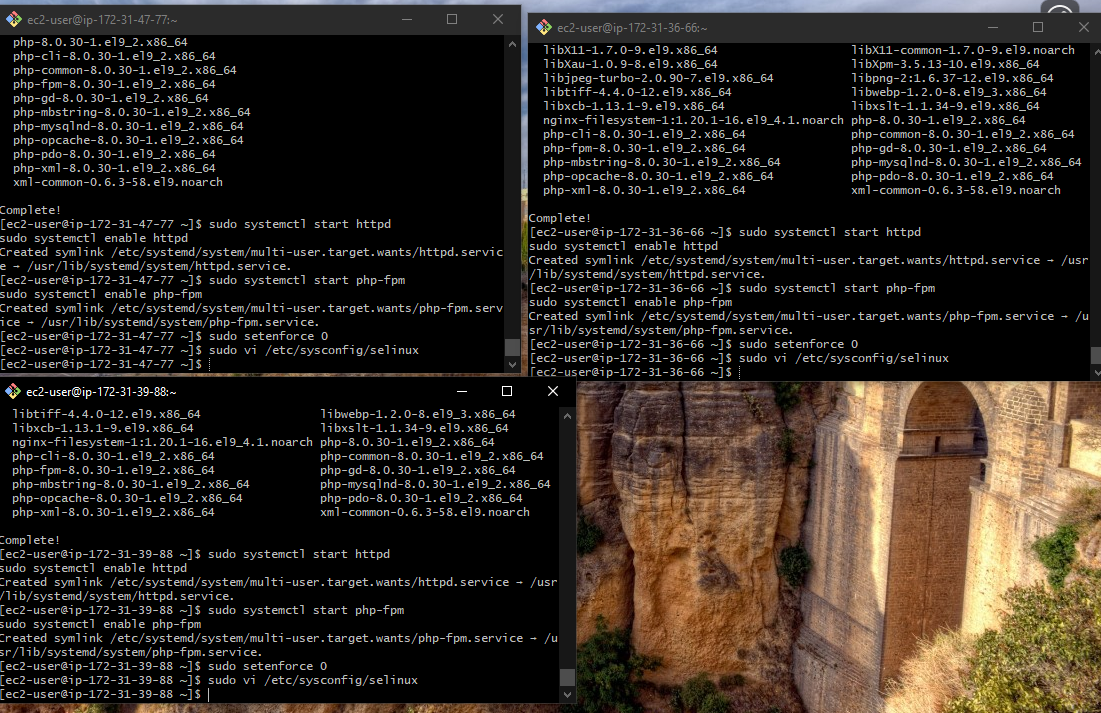 ec2-user@ip-172-31-47-77:~
php-8.0.30-1.el9_2.x86_64
php-cli-8.0.30-1.el9_2.x86_64
php-common-8.0.30-1.el9_2.x86_64
php-fpm-8.0.30-1.el9_2.x86_64
php-gd-8.0.30-1.el9_2.x86_64
php-mbstring-8.0.30-1.el9_2.x86_64
php-mysqlnd-8.0.30-1.el9_2.x86_64
php-opcache-8.0.30-1.el9_2.x86_64
php-pdo-8.0.30-1.el9_2.x86_64
php-xml-8.0.30-1.el9_2.x86_64
xml-common-0.6.3-58.el9.noarch
Complete!
[ec2-user@ip-172-31-47-77 ~]$ sudo systemctl start httpd
sudo systemctl enable httpd
Created symlink /etc/systemd/system/multi-user.target.wants/httpd.servic
e → /usr/lib/systemd/system/httpd.service.
[ec2-user@ip-172-31-47-77 ~]$ sudo systemctl start php-fpm
sudo systemctl enable php-fpm
Created symlink /etc/systemd/system/multi-user.target.wants/php-fpm.serv
ice → /usr/lib/systemd/system/php-fpm.service.
[ec2-user@ip-172-31-47-77 ~]$ sudo setenforce 0
[ec2-user@ip-172-31-47-77 ~]$ sudo vi /etc/sysconfig/selinux
[ec2-user@ip-172-31-47-77 ~]$
ec2-user@ip-172-31-36-66:~
libX11-1.7.0-9.el9.x86_64 libX11-common-1.7.0-9.el9.noarch
libXau-1.0.9-8.el9.x86_64 libXpm-3.5.13-10.el9.x86_64
libjpeg-turbo-2.0.90-7.el9.x86_64 libpng-2:1.6.37-12.el9.x86_64
libtiff-4.4.0-12.el9.x86_64 libwebp-1.2.0-8.el9_3.x86_64
libxcb-1.13.1-9.el9.x86_64 libxslt-1.1.34-9.el9.x86_64
nginx-filesystem-1:1.20.1-16.el9_4.1.noarch php-8.0.30-1.el9_2.x86_64
php-cli-8.0.30-1.el9_2.x86_64 php-common-8.0.30-1.el9_2.x86_64
php-fpm-8.0.30-1.el9_2.x86_64 php-gd-8.0.30-1.el9_2.x86_64
php-mbstring-8.0.30-1.el9_2.x86_64 php-mysqlnd-8.0.30-1.el9_2.x86_64
php-opcache-8.0.30-1.el9_2.x86_64 php-pdo-8.0.30-1.el9_2.x86_64
php-xml-8.0.30-1.el9_2.x86_64 xml-common-0.6.3-58.el9.noarch
Complete!
[ec2-user@ip-172-31-36-66 ~]$ sudo systemctl start httpd
sudo systemctl enable httpd
Created symlink /etc/systemd/system/multi-user.target.wants/httpd.service → /usr
/lib/systemd/system/httpd.service.
[ec2-user@ip-172-31-36-66 ~]$ sudo systemctl start php-fpm
sudo systemctl enable php-fpm
Created symlink /etc/systemd/system/multi-user.target.wants/php-fpm.service → /u
sr/lib/systemd/system/php-fpm.service.
[ec2-user@ip-172-31-36-66 ~]$ sudo setenforce 0
[ec2-user@ip-172-31-36-66 ~]$ sudo vi /etc/sysconfig/selinux
[ec2-user@ip-172-31-36-66 ~]$
ec2-user@ip-172-31-39-88:~
libtiff-4.4.0-12.el9.x86_64 libwebp-1.2.0-8.el9_3.x86_64
libxcb-1.13.1-9.el9.x86_64 libxslt-1.1.34-9.el9.x86_64
nginx-filesystem-1:1.20.1-16.el9_4.1.noarch php-8.0.30-1.el9_2.x86_64
php-cli-8.0.30-1.el9_2.x86_64 php-common-8.0.30-1.el9_2.x86_64
php-fpm-8.0.30-1.el9_2.x86_64 php-gd-8.0.30-1.el9_2.x86_64
php-mbstring-8.0.30-1.el9_2.x86_64 php-mysqlnd-8.0.30-1.el9_2.x86_64
php-opcache-8.0.30-1.el9_2.x86_64 php-pdo-8.0.30-1.el9_2.x86_64
php-xml-8.0.30-1.el9_2.x86_64 xml-common-0.6.3-58.el9.noarch
Complete!
[ec2-user@ip-172-31-39-88 ~]$ sudo systemctl start httpd
sudo systemctl enable httpd
Created symlink /etc/systemd/system/multi-user.target.wants/httpd.service → /usr
/lib/systemd/system/httpd.service.
[ec2-user@ip-172-31-39-88 ~]$ sudo systemctl start php-fpm
sudo systemctl enable php-fpm
Created symlink /etc/systemd/system/multi-user.target.wants/php-fpm.service → /u
sr/lib/systemd/system/php-fpm.service.
[ec2-user@ip-172-31-39-88 ~]$ sudo setenforce 0
[ec2-user@ip-172-31-39-88 ~]$ sudo vi /etc/sysconfig/selinux
[ec2-user@ip-172-31-39-88 ~]$